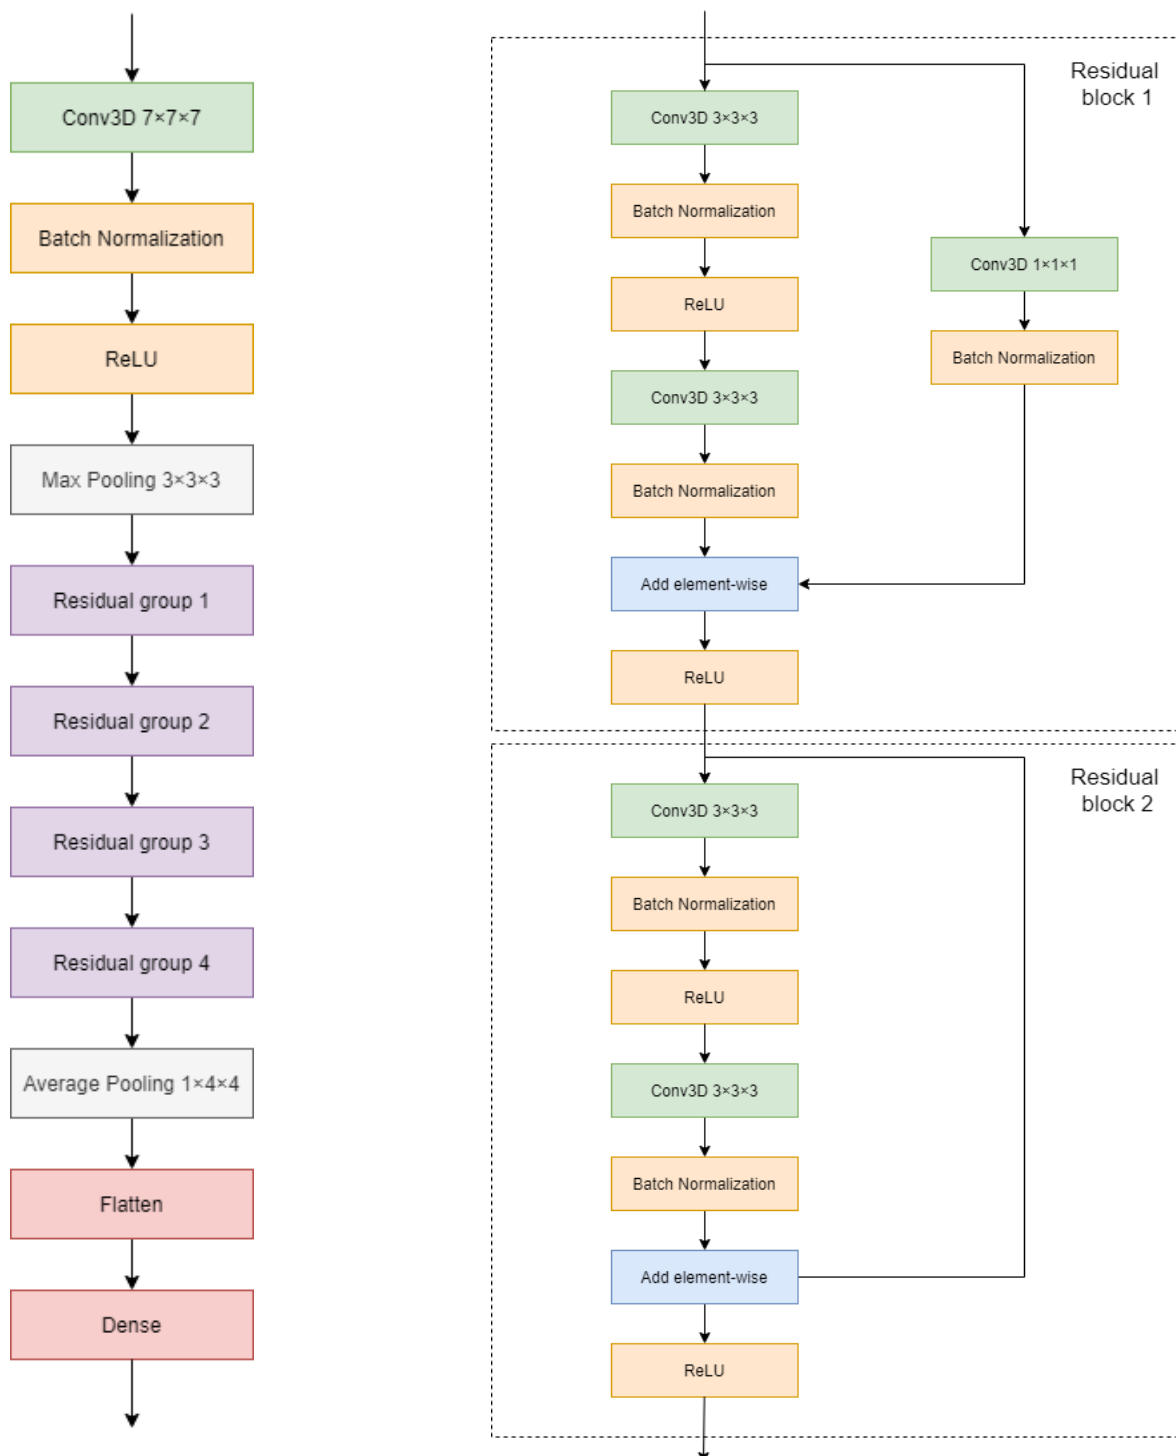 Conv3D 7×7×7
Batch Normalization
ReLU
Max Pooling 3×3×3
Residual group 1
Residual group 2
Residual group 3
Residual group 4
Average Pooling 1×4×4
Flatten
Dense
Residual
block 1
Conv3D 3×3×3
Batch Normalization
ReLU
Conv3D 3×3×3
Batch Normalization
Add element-wise
ReLU
Conv3D 1×1×1
Batch Normalization
Residual
block 2
Conv3D 3×3×3
Batch Normalization
ReLU
Conv3D 3×3×3
Batch Normalization
Add element-wise
ReLU